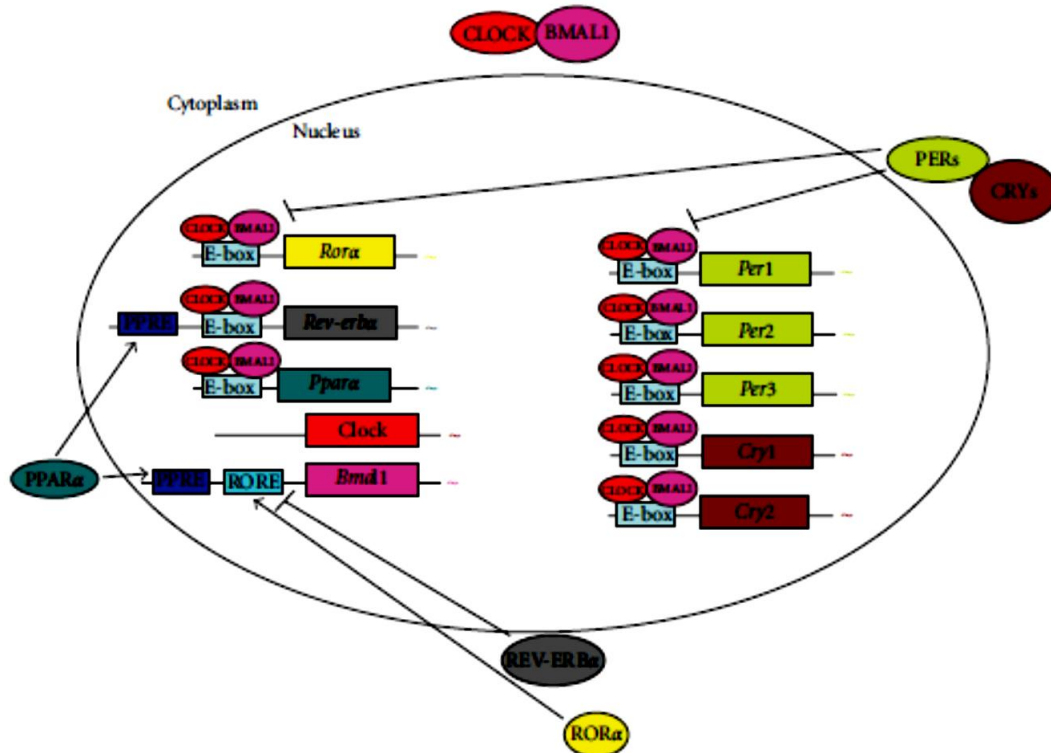 CLOCK BMAL1
Cytoplasm
Nucleus
PERs
CRYs
CLOCK BMAL1
E-box Rorα
CLOCK BMAL1
PPRE E-box Rev-erbα
CLOCK BMAL1
E-box Pparα
Clock
PPARα
PPRE RORE Bmal1
CLOCK BMAL1
E-box Per1
CLOCK BMAL1
E-box Per2
CLOCK BMAL1
E-box Per3
CLOCK BMAL1
E-box Cry1
CLOCK BMAL1
E-box Cry2
REV-ERBα
RORα